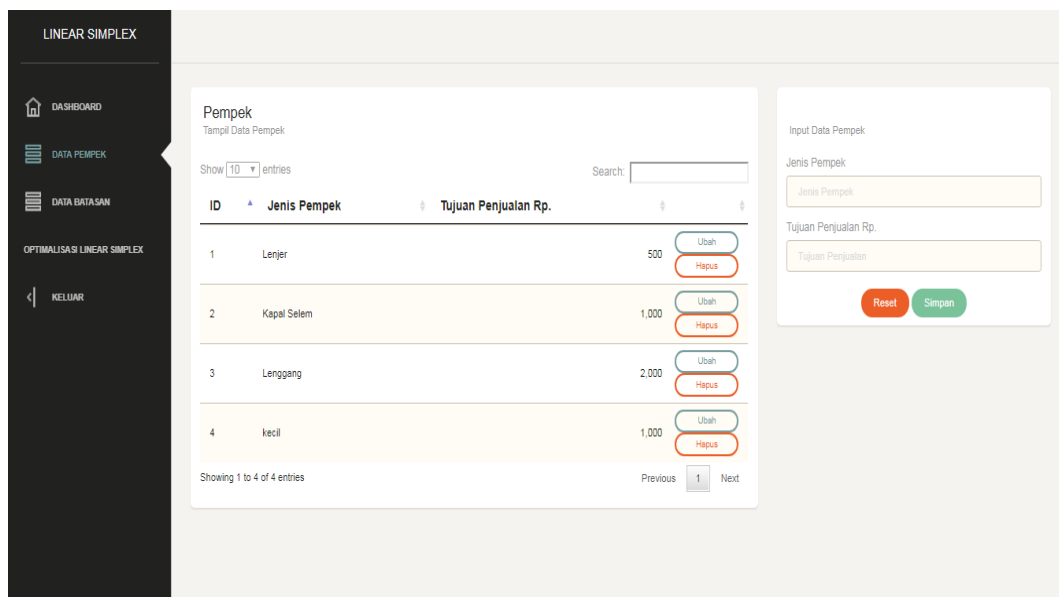 LINEAR SIMPLEX
DASHBOARD
DATA PEMPEK
DATA BATASAN
OPTIMALISASI LINEAR SIMPLEX
KELUAR
Pempek
Tampil Data Pempek
Show 10 entries
Search:
ID Jenis Pempek Tujuan Penjualan Rp.
1 Lenjer 500 Ubah
Hapus
2 Kapal Selem 1,000 Ubah
Hapus
3 Lenggang 2,000 Ubah
Hapus
4 kecil 1,000 Ubah
Hapus
Showing 1 to 4 of 4 entries
Previous 1 Next
Input Data Pempek
Jenis Pempek
Jenis Pempek
Tujuan Penjualan Rp.
Tujuan Penjualan
Reset Simpan